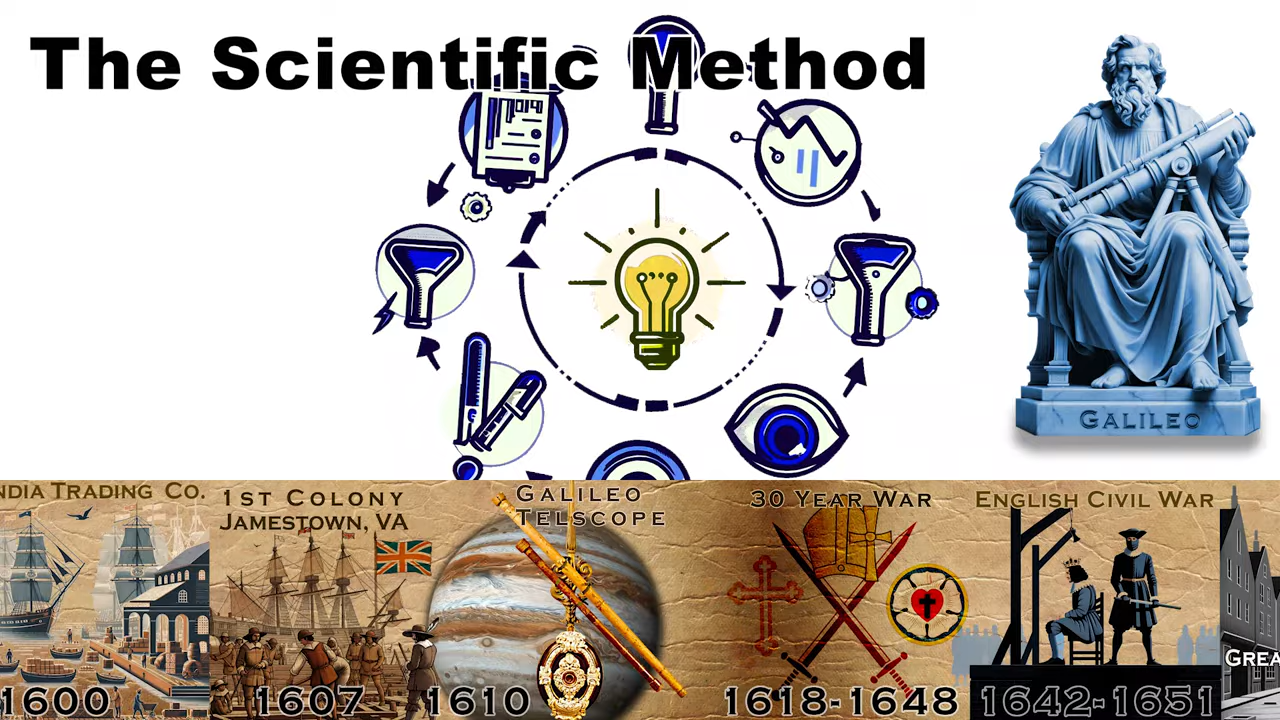 The Scientific Method
GALILEO
NDIA TRADING CO.
1600
1ST COLONY
JAMESTOWN, VA
1607
GALILEO
TELSCOPE
1610
30 YEAR WAR
1618-1648
ENGLISH CIVIL WAR
1642-1651
GREA